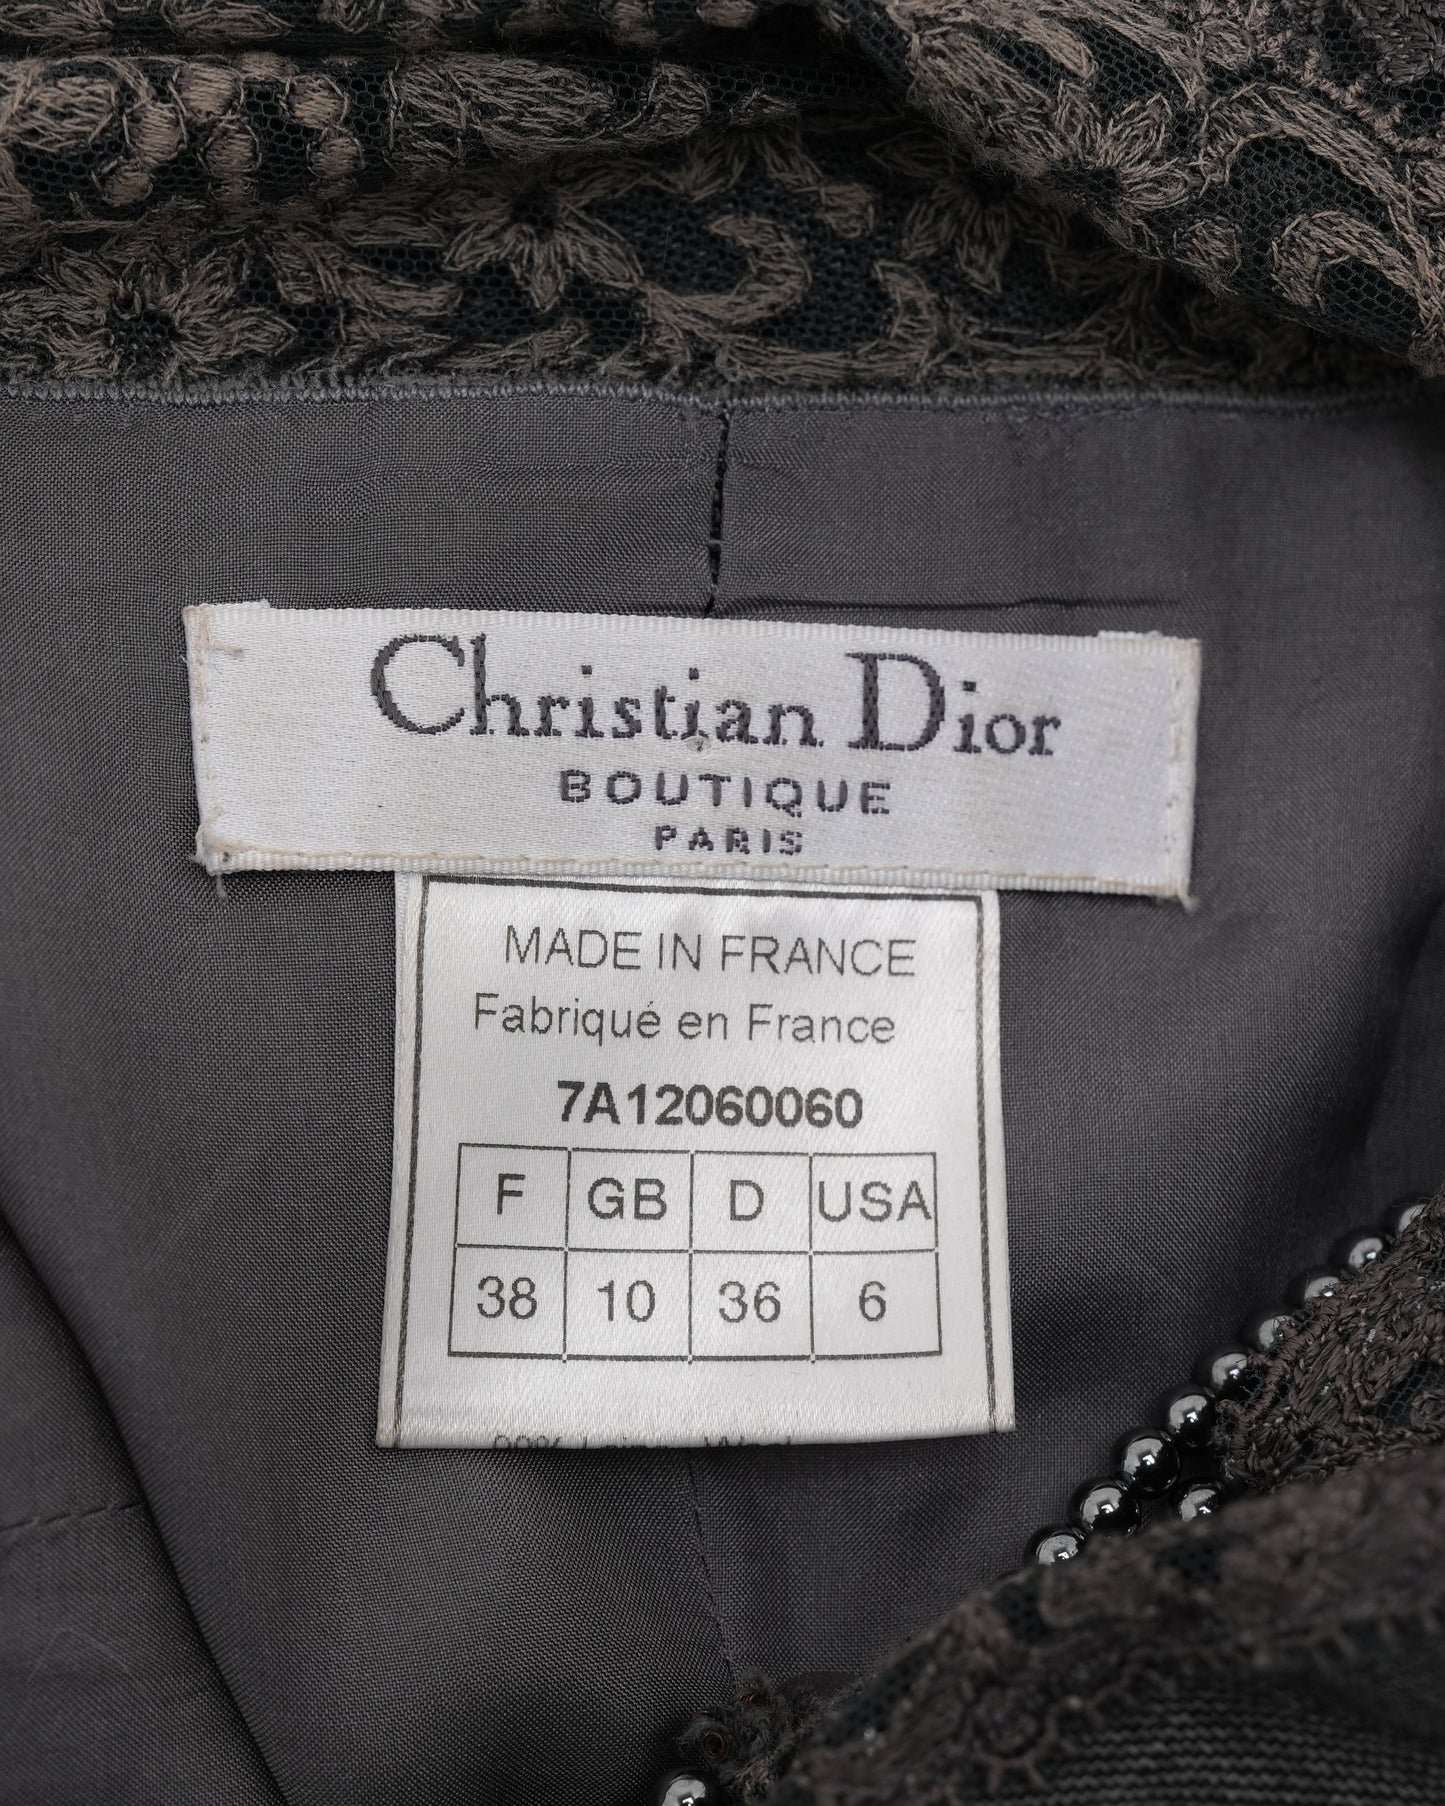 Christian Dior
BOUTIQUE
PARIS
MADE IN FRANCE
Fabriqué en France
7A12060060
F GB D USA
38 10 36 6